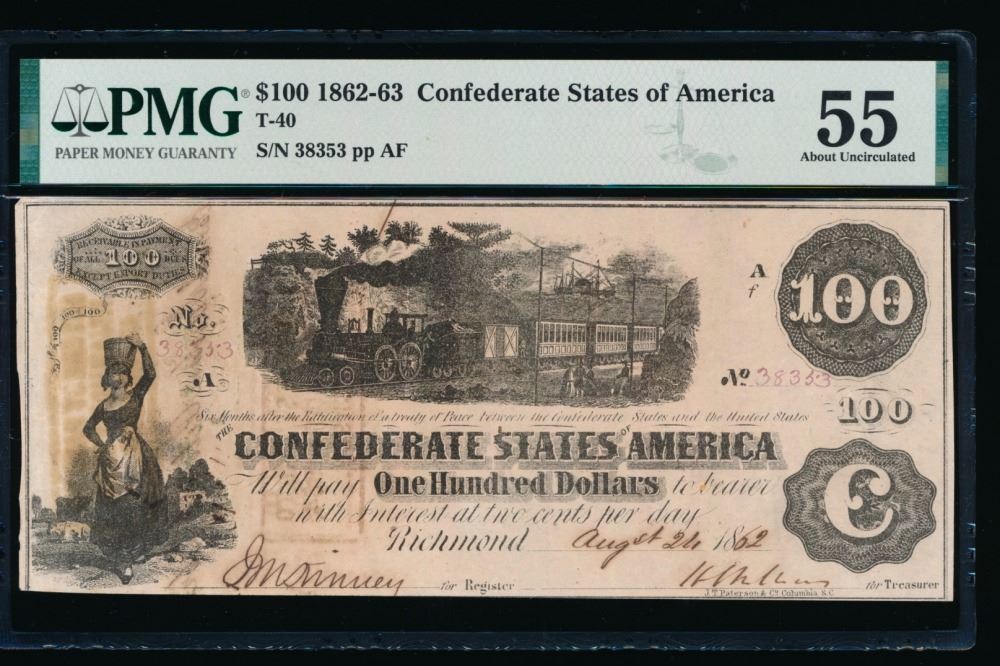 PMG®
PAPER MONEY GUARANTY
$100 1862-63 Confederate States of America
T-40
S/N 38353 pp AF
55
About Uncirculated
RECEIVABLE IN PAYMENT
OF ALL 100 DUES
EXCEPT EXPORT DUTIES
100 100 100
No.
38353
A
A
f
100
No 38353
100
Six Months after the Ratification of a treaty of Peace between the Confederate States and the United States
THE
CONFEDERATE STATES OF AMERICA
Will pay One Hundred Dollars to bearer
with Interest at two cents per day
Richmond Augst 24 1862
C
for Register
for Treasurer
J.T. Paterson & Co. Columbia S.C.